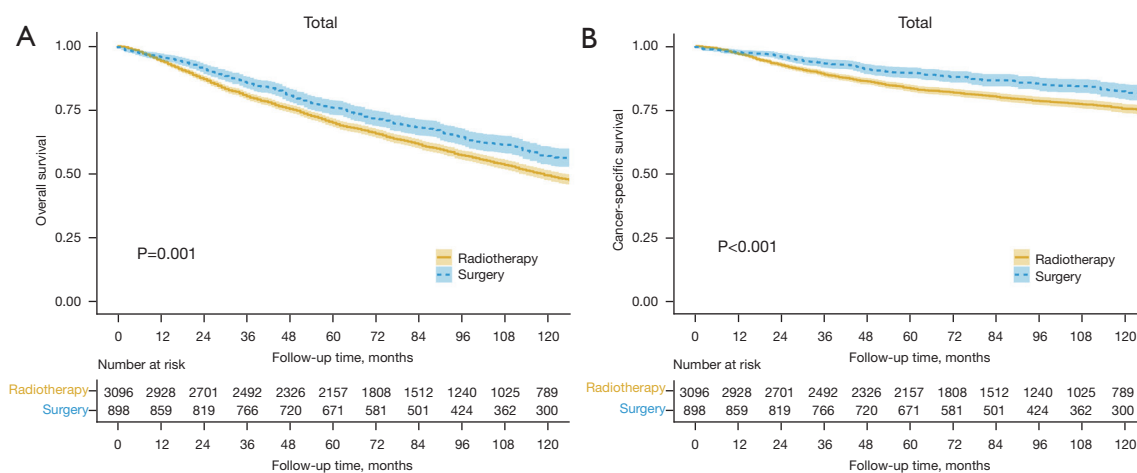 A
Total
Overall survival
1.00
0.75
0.50
0.25
0.00
P=0.001
Radiotherapy
Surgery
0 12 24 36 48 60 72 84 96 108 120
Follow-up time, months
Number at risk
Radiotherapy 3096 2928 2701 2492 2326 2157 1808 1512 1240 1025 789
Surgery 898 859 819 766 720 671 581 501 424 362 300
0 12 24 36 48 60 72 84 96 108 120
Follow-up time, months
B
Total
Cancer-specific survival
1.00
0.75
0.50
0.25
0.00
P<0.001
Radiotherapy
Surgery
0 12 24 36 48 60 72 84 96 108 120
Follow-up time, months
Number at risk
Radiotherapy 3096 2928 2701 2492 2326 2157 1808 1512 1240 1025 789
Surgery 898 859 819 766 720 671 581 501 424 362 300
0 12 24 36 48 60 72 84 96 108 120
Follow-up time, months